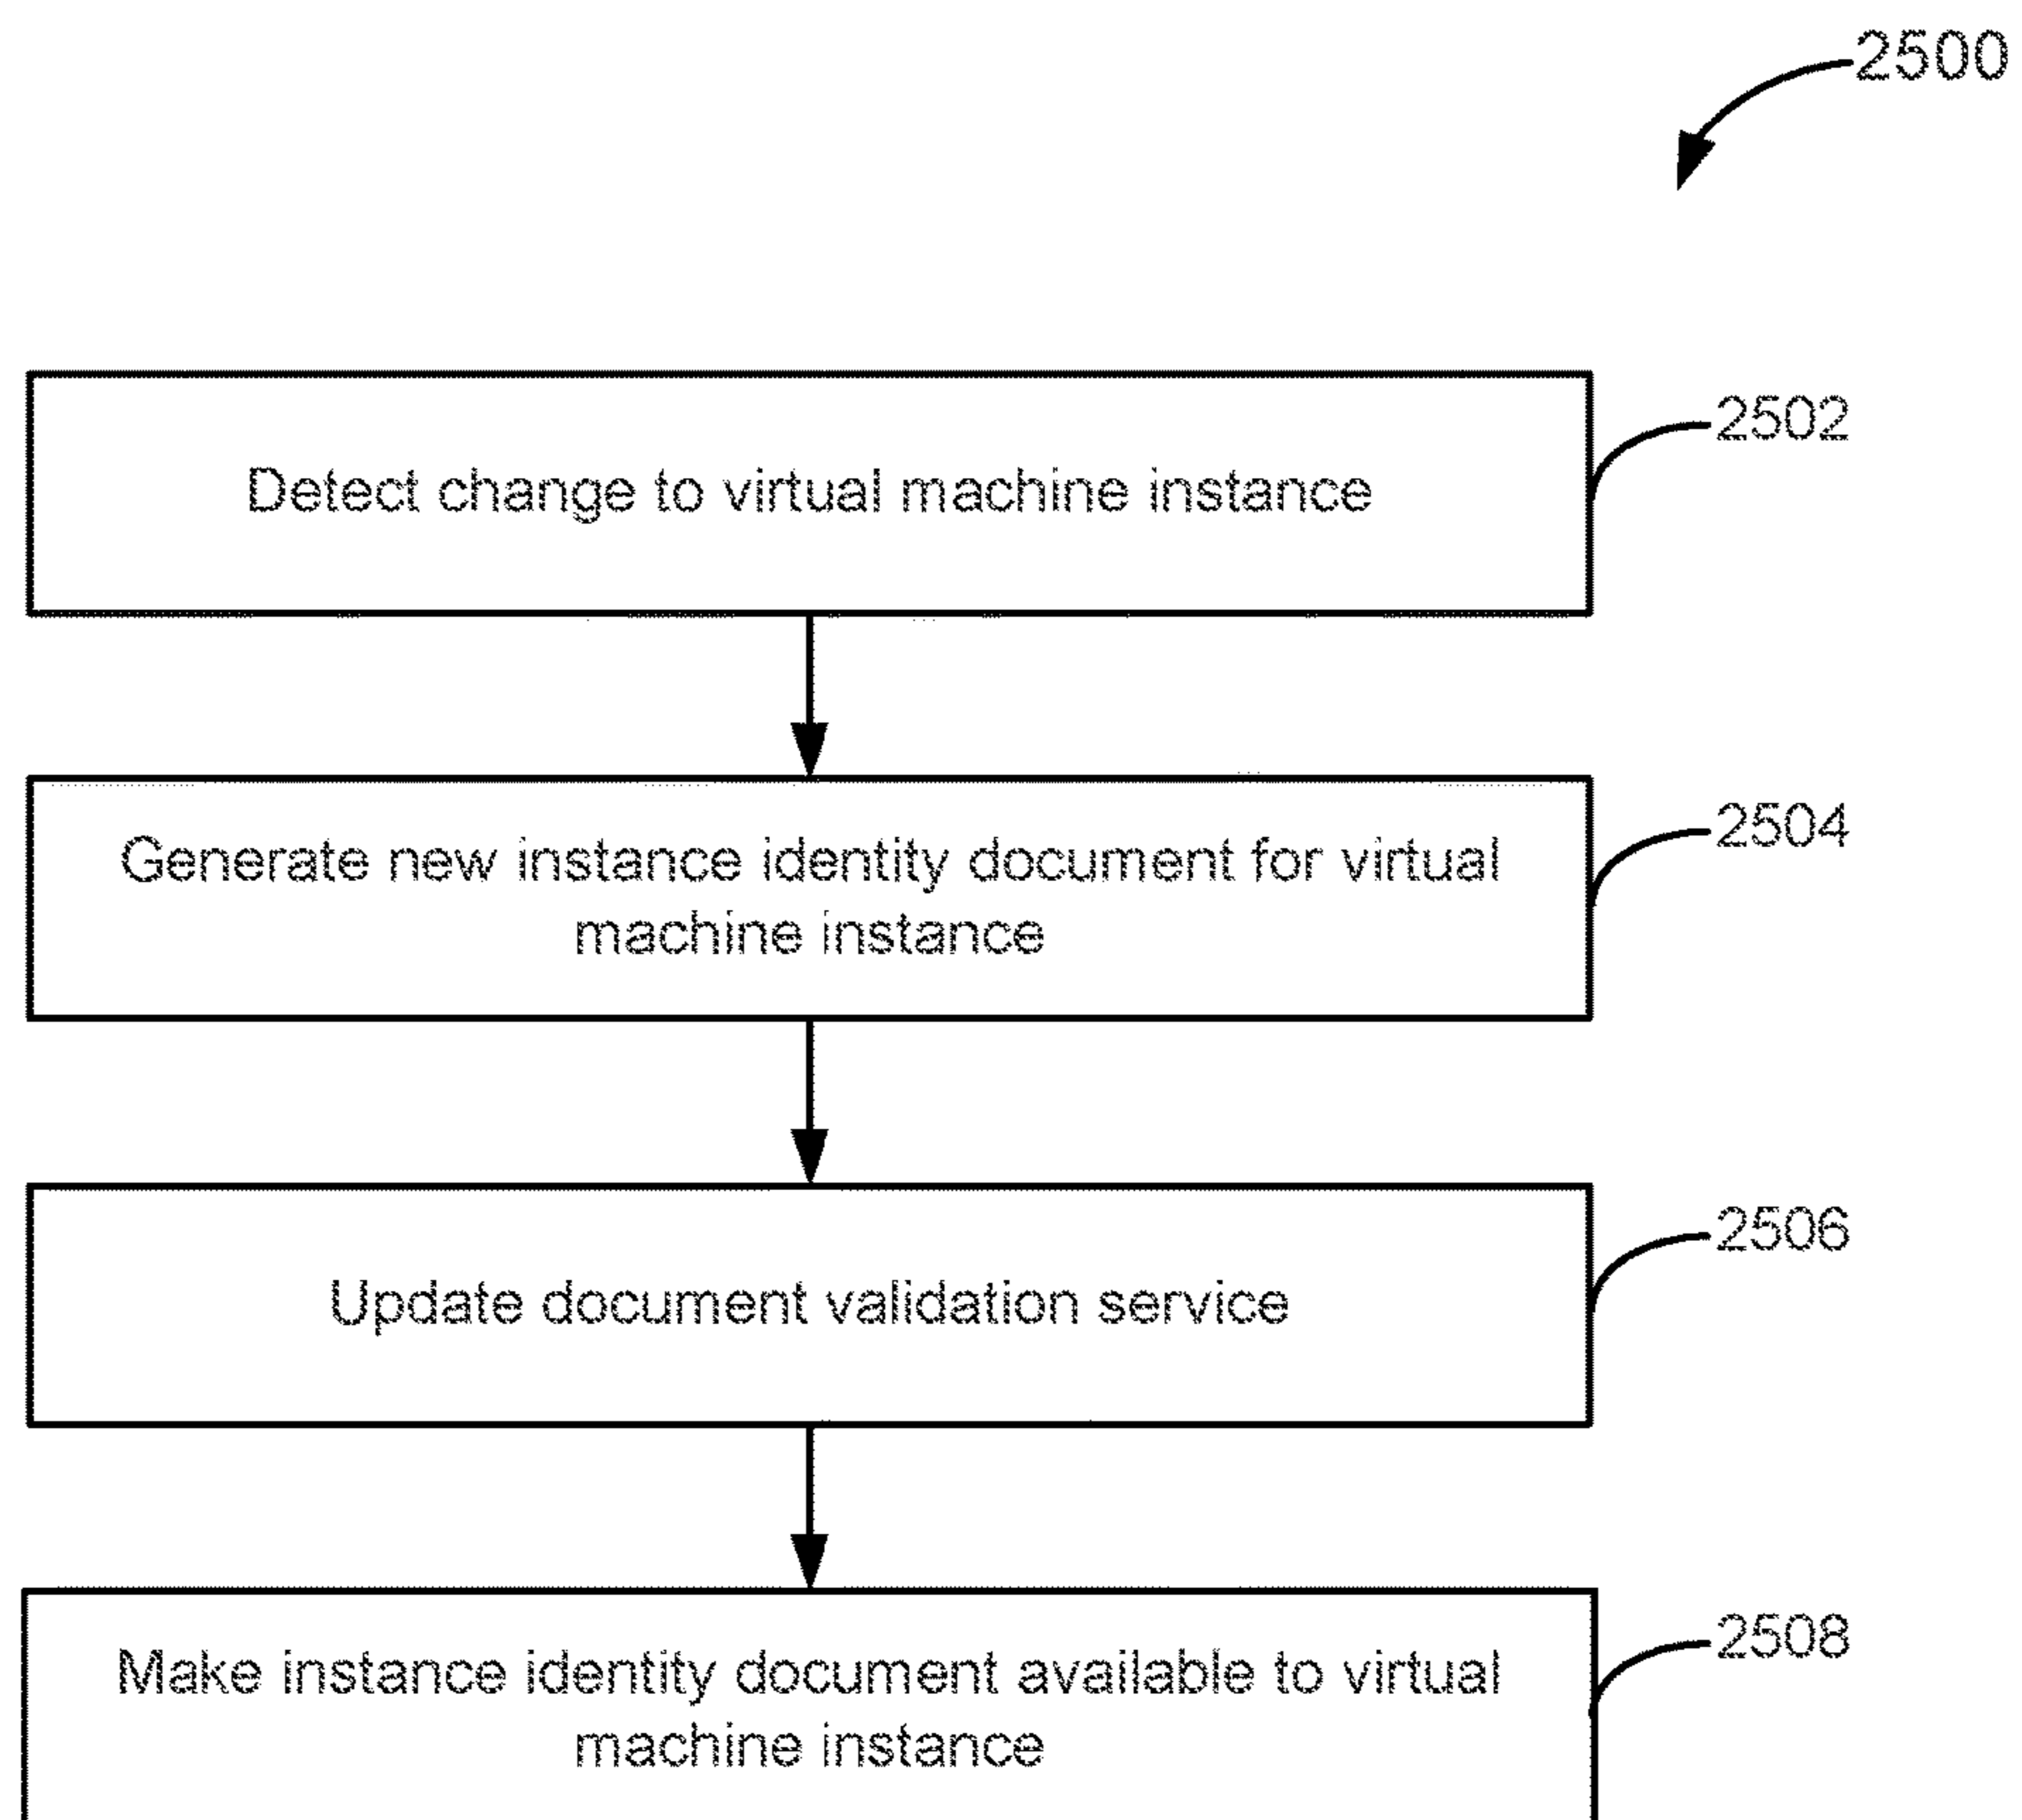 2500
Detect change to virtual machine instance
2502
Generate new instance identity document for virtual
machine instance
2504
Update document validation service
2506
Make instance identity document available to virtual
machine instance
2508